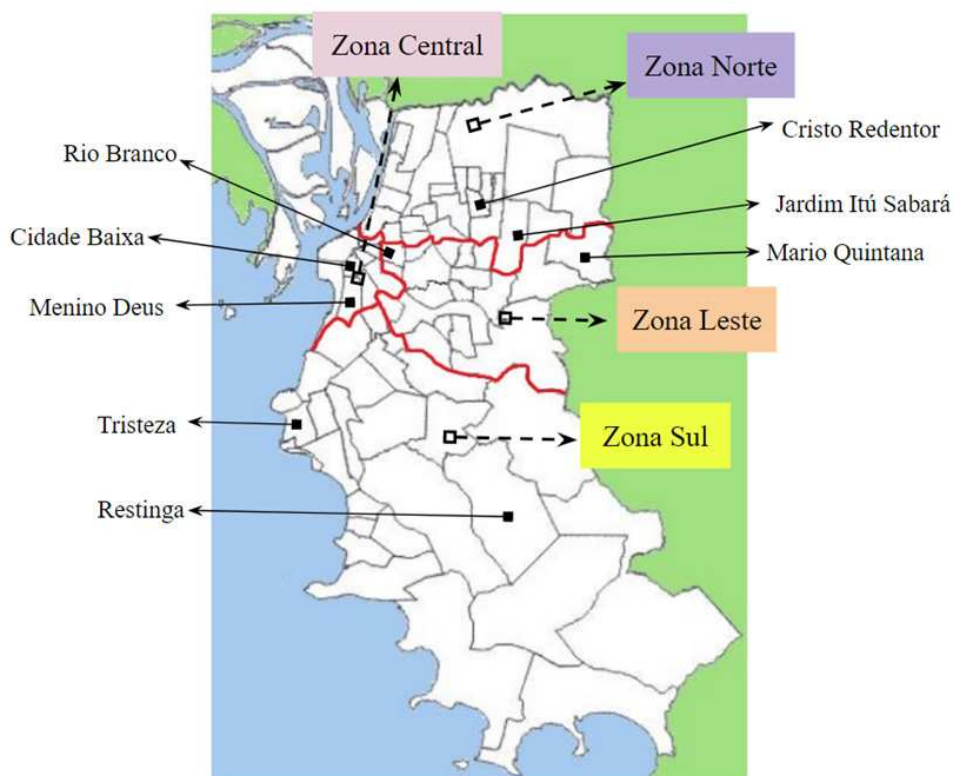 Zona Central
Zona Norte
Cristo Redentor
Rio Branco
Jardim Itú Sabará
Cidade Baixa
Mario Quintana
Menino Deus
Zona Leste
Tristeza
Zona Sul
Restinga